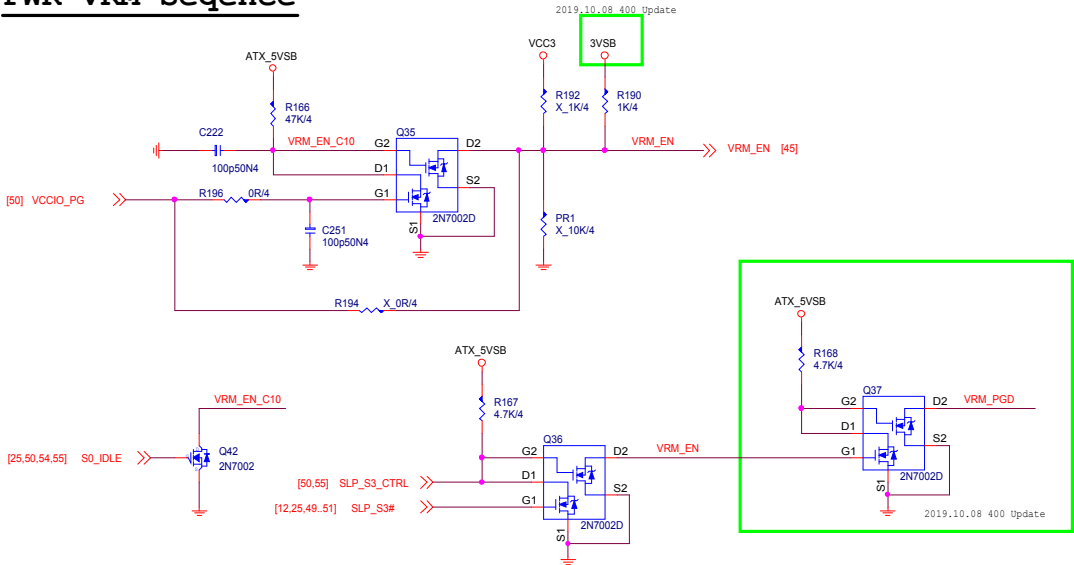 PWR VRM Seqence
2019.10.08 400 Update
VCC3
3VSB
ATX_5VSB
R192
X_1K/4
R190
1K/4
R166
47K/4
C222
100p50N4
VRM_EN_C10
Q35
G2
D2
D1
S2
G1
S1
2N7002D
VRM_EN
VRM_EN [45]
[50] VCCIO_PG
R196
0R/4
C251
100p50N4
PR1
X_10K/4
R194
X_0R/4
ATX_5VSB
R168
4.7K/4
Q37
G2
D2
VRM_PGD
D1
S2
G1
S1
2N7002D
2019.10.08 400 Update
ATX_5VSB
R167
4.7K/4
VRM_EN_C10
Q42
2N7002
[25,50,54,55] S0_IDLE
Q36
G2
D2
VRM_EN
D1
S2
G1
S1
2N7002D
[50,55] SLP_S3_CTRL
[12,25,49..51] SLP_S3#